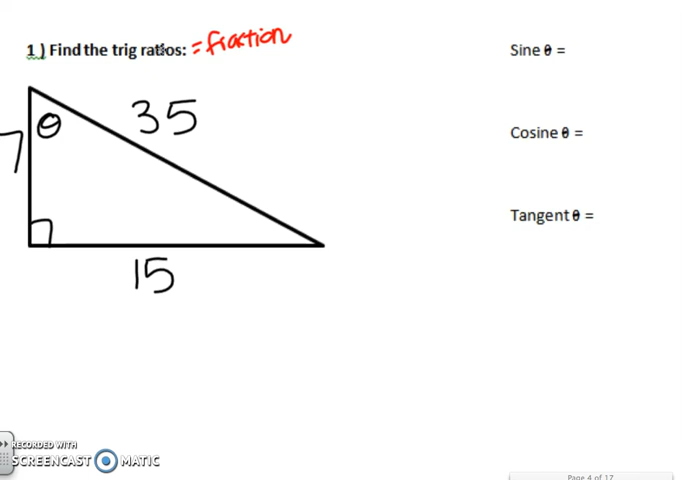 1 ) Find the trig ratios: = fraction
Sine θ =
θ
35
7
Cosine θ =
Tangent θ =
15
RECORDED WITH
SCREENCAST MATIC
Page 4 of 17